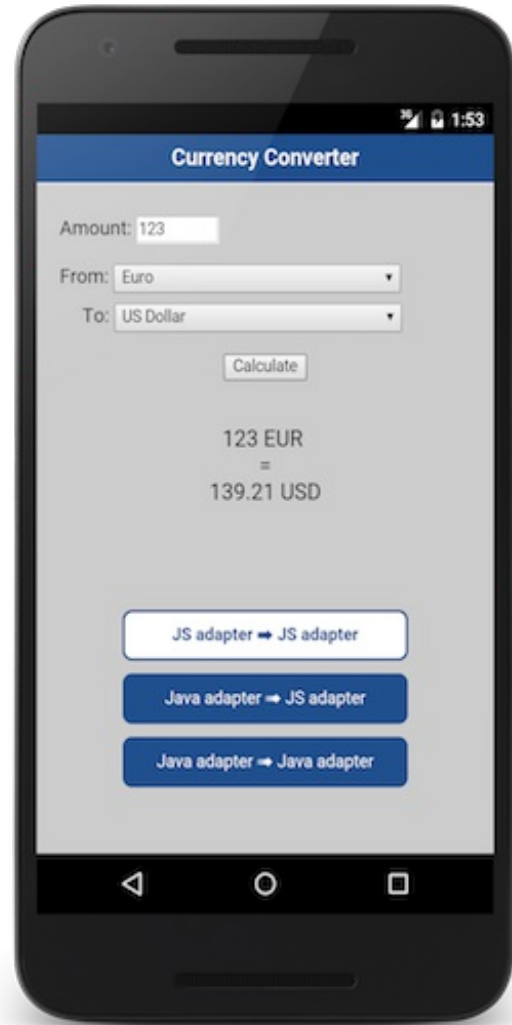 3G 1:53
Currency Converter
Amount: 123
From: Euro
To: US Dollar
Calculate
123 EUR
=
139.21 USD
JS adapter ➡ JS adapter
Java adapter ➡ JS adapter
Java adapter ➡ Java adapter